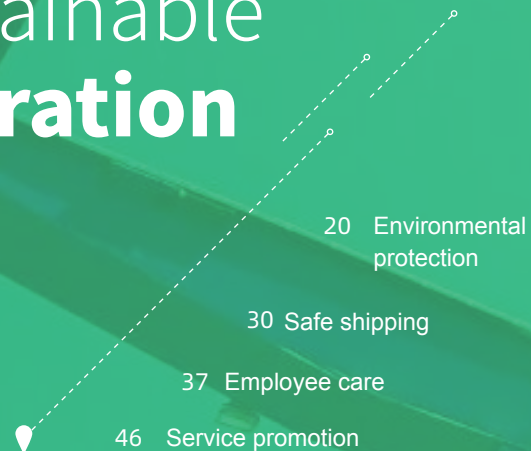 ainable
ration
20 Environmental
protection
30 Safe shipping
37 Employee care
46 Service promotion